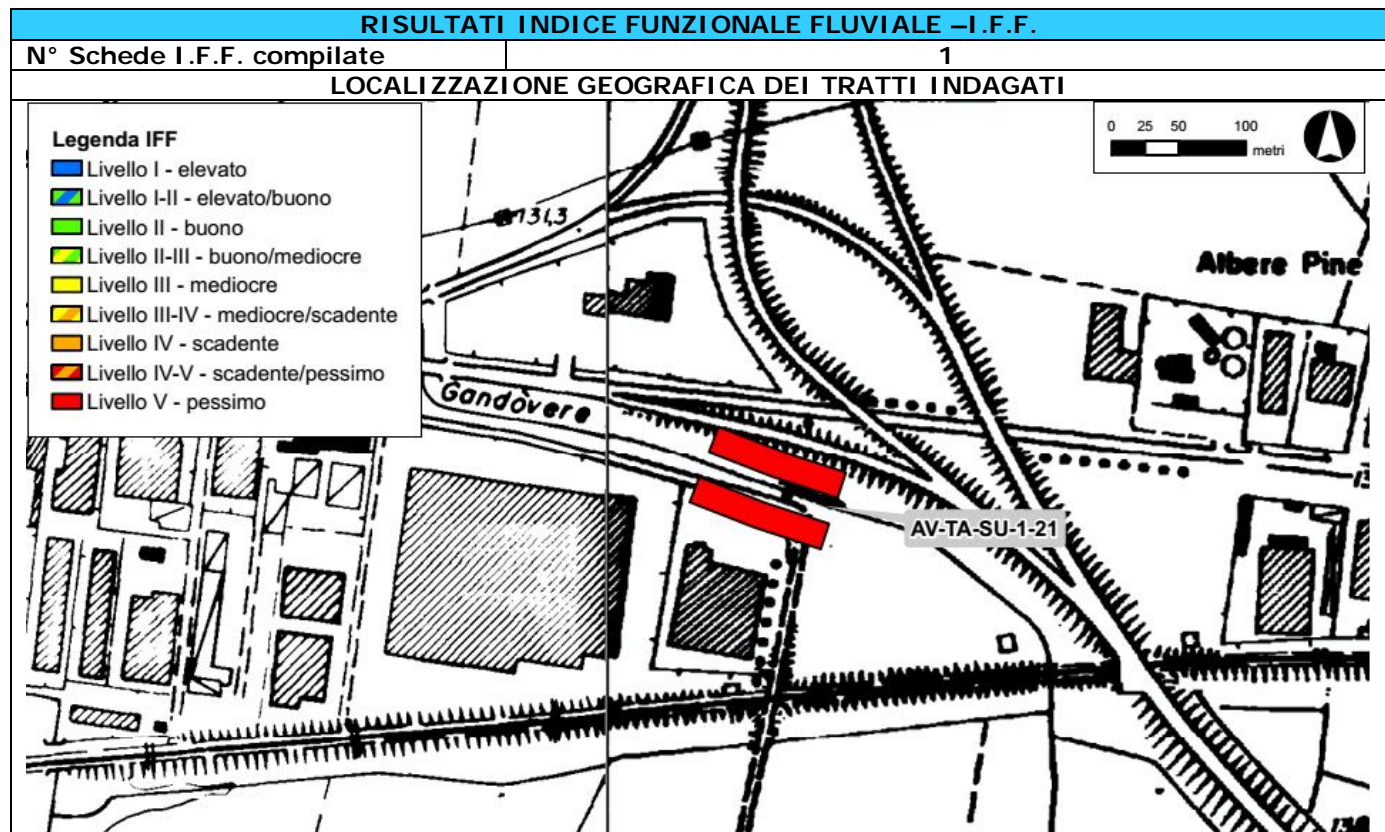 RISULTATI INDICE FUNZIONALE FLUVIALE –I.F.F.
N° Schede I.F.F. compilate 1
LOCALIZZAZIONE GEOGRAFICA DEI TRATTI INDAGATI
Legenda IFF
Livello I - elevato
Livello I-II - elevato/buono
Livello II - buono
Livello II-III - buono/mediocre
Livello III - mediocre
Livello III-IV - mediocre/scadente
Livello IV - scadente
Livello IV-V - scadente/pessimo
Livello V - pessimo
0 25 50 100
metri
131,3
Albere Pine
Gandòvere
AV-TA-SU-1-21